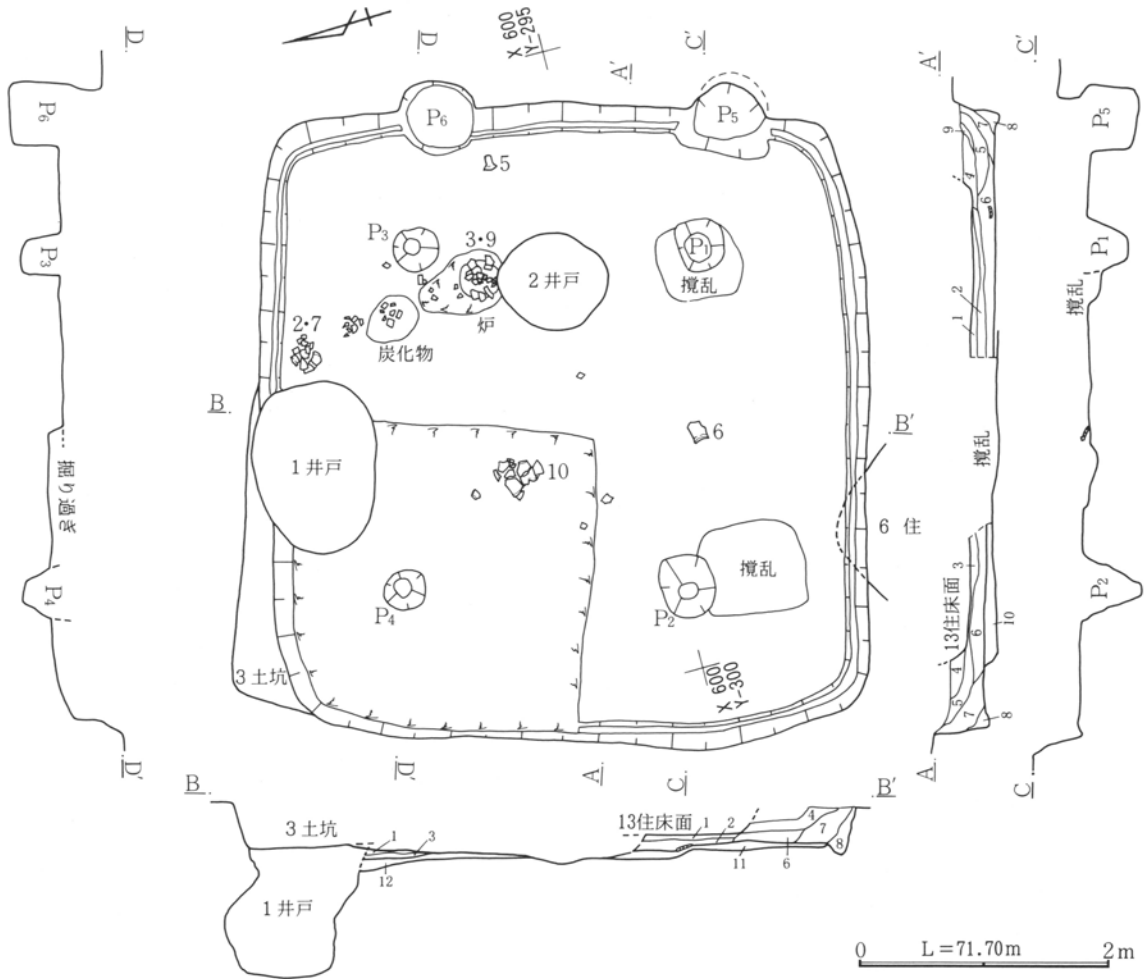 D
D
X 600
Y-295
C'
A'
A'
C'
P6
P6
P5
P5
9
7
8
5
4
6
5
P3
P3
3・9
P1
P1
2井戸
攪乱
攪乱
炉
炭化物
2
1
2・7
B
B'
6
攪乱
1井戸
10
6 住
掘り過ぎ
3
攪乱
13住床面
6
10
P4
P4
P2
P2
X 600
Y-300
3土坑
4
5
7
8
D'
D'
A
C
A
C
B
B'
3土坑
13住床面
1
2
4
7
8
6
11
1
3
12
1井戸
0
L=71.70m
2m